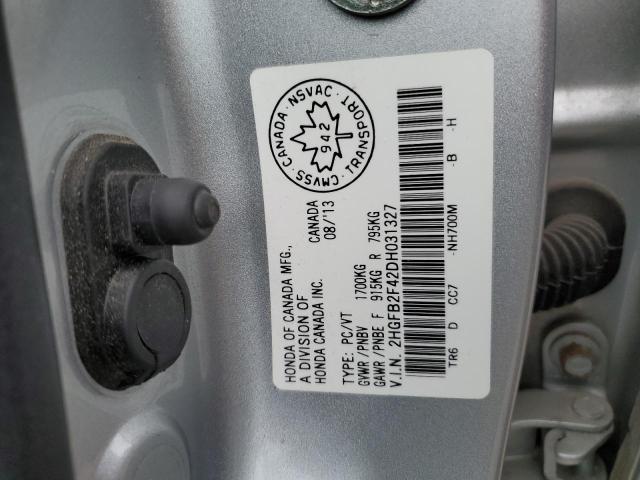 HONDA OF CANADA MFG., CANADA
A DIVISION OF 08/'13
HONDA CANADA INC.
TYPE: PC/VT
GVWR/PNBV 1700KG
GAWR/PNBE F 915KG R 795KG
V.I.N. 2HGFB2F42DH031327
TR6 D CC7 -NH700M -B -H
CANADA · NSVAC · TRANSPORT · CMVSS ·
942